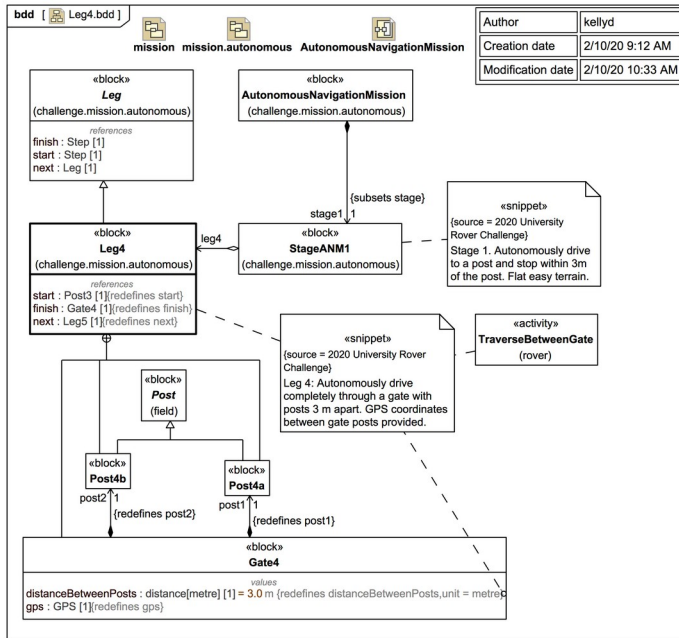 bdd [ Leg4.bdd ]
mission
mission.autonomous
AutonomousNavigationMission
Author kellyd
Creation date 2/10/20 9:12 AM
Modification date 2/10/20 10:33 AM
«block»
Leg
(challenge.mission.autonomous)
references
finish : Step [1]
start : Step [1]
next : Leg [1]
«block»
AutonomousNavigationMission
(challenge.mission.autonomous)
{subsets stage}
stage1 1
«block»
Leg4
(challenge.mission.autonomous)
references
start : Post3 [1]{redefines start}
finish : Gate4 [1]{redefines finish}
next : Leg5 [1]{redefines next}
leg4
«block»
StageANM1
(challenge.mission.autonomous)
«snippet»
{source = 2020 University
Rover Challenge}
Stage 1. Autonomously drive
to a post and stop within 3m
of the post. Flat easy terrain.
«snippet»
{source = 2020 University Rover
Challenge}
Leg 4: Autonomously drive
completely through a gate with
posts 3 m apart. GPS coordinates
between gate posts provided.
«activity»
TraverseBetweenGate
(rover)
«block»
Post
(field)
«block»
Post4b
post2 1
{redefines post2}
«block»
Post4a
post1 1
{redefines post1}
«block»
Gate4
values
distanceBetweenPosts : distance[metre] [1] = 3.0 m {redefines distanceBetweenPosts,unit = metre}
gps : GPS [1]{redefines gps}